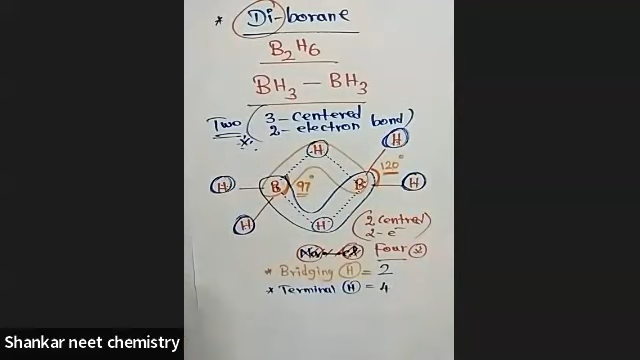 * Di-borane
B2H6
BH3 — BH3
Two (3-centered
2-electron bond)
H
H
120°
H B 97° B H
H H
(2 central
2-e⁻)
Four
* Bridging H = 2
* Terminal H = 4
Shankar neet chemistry